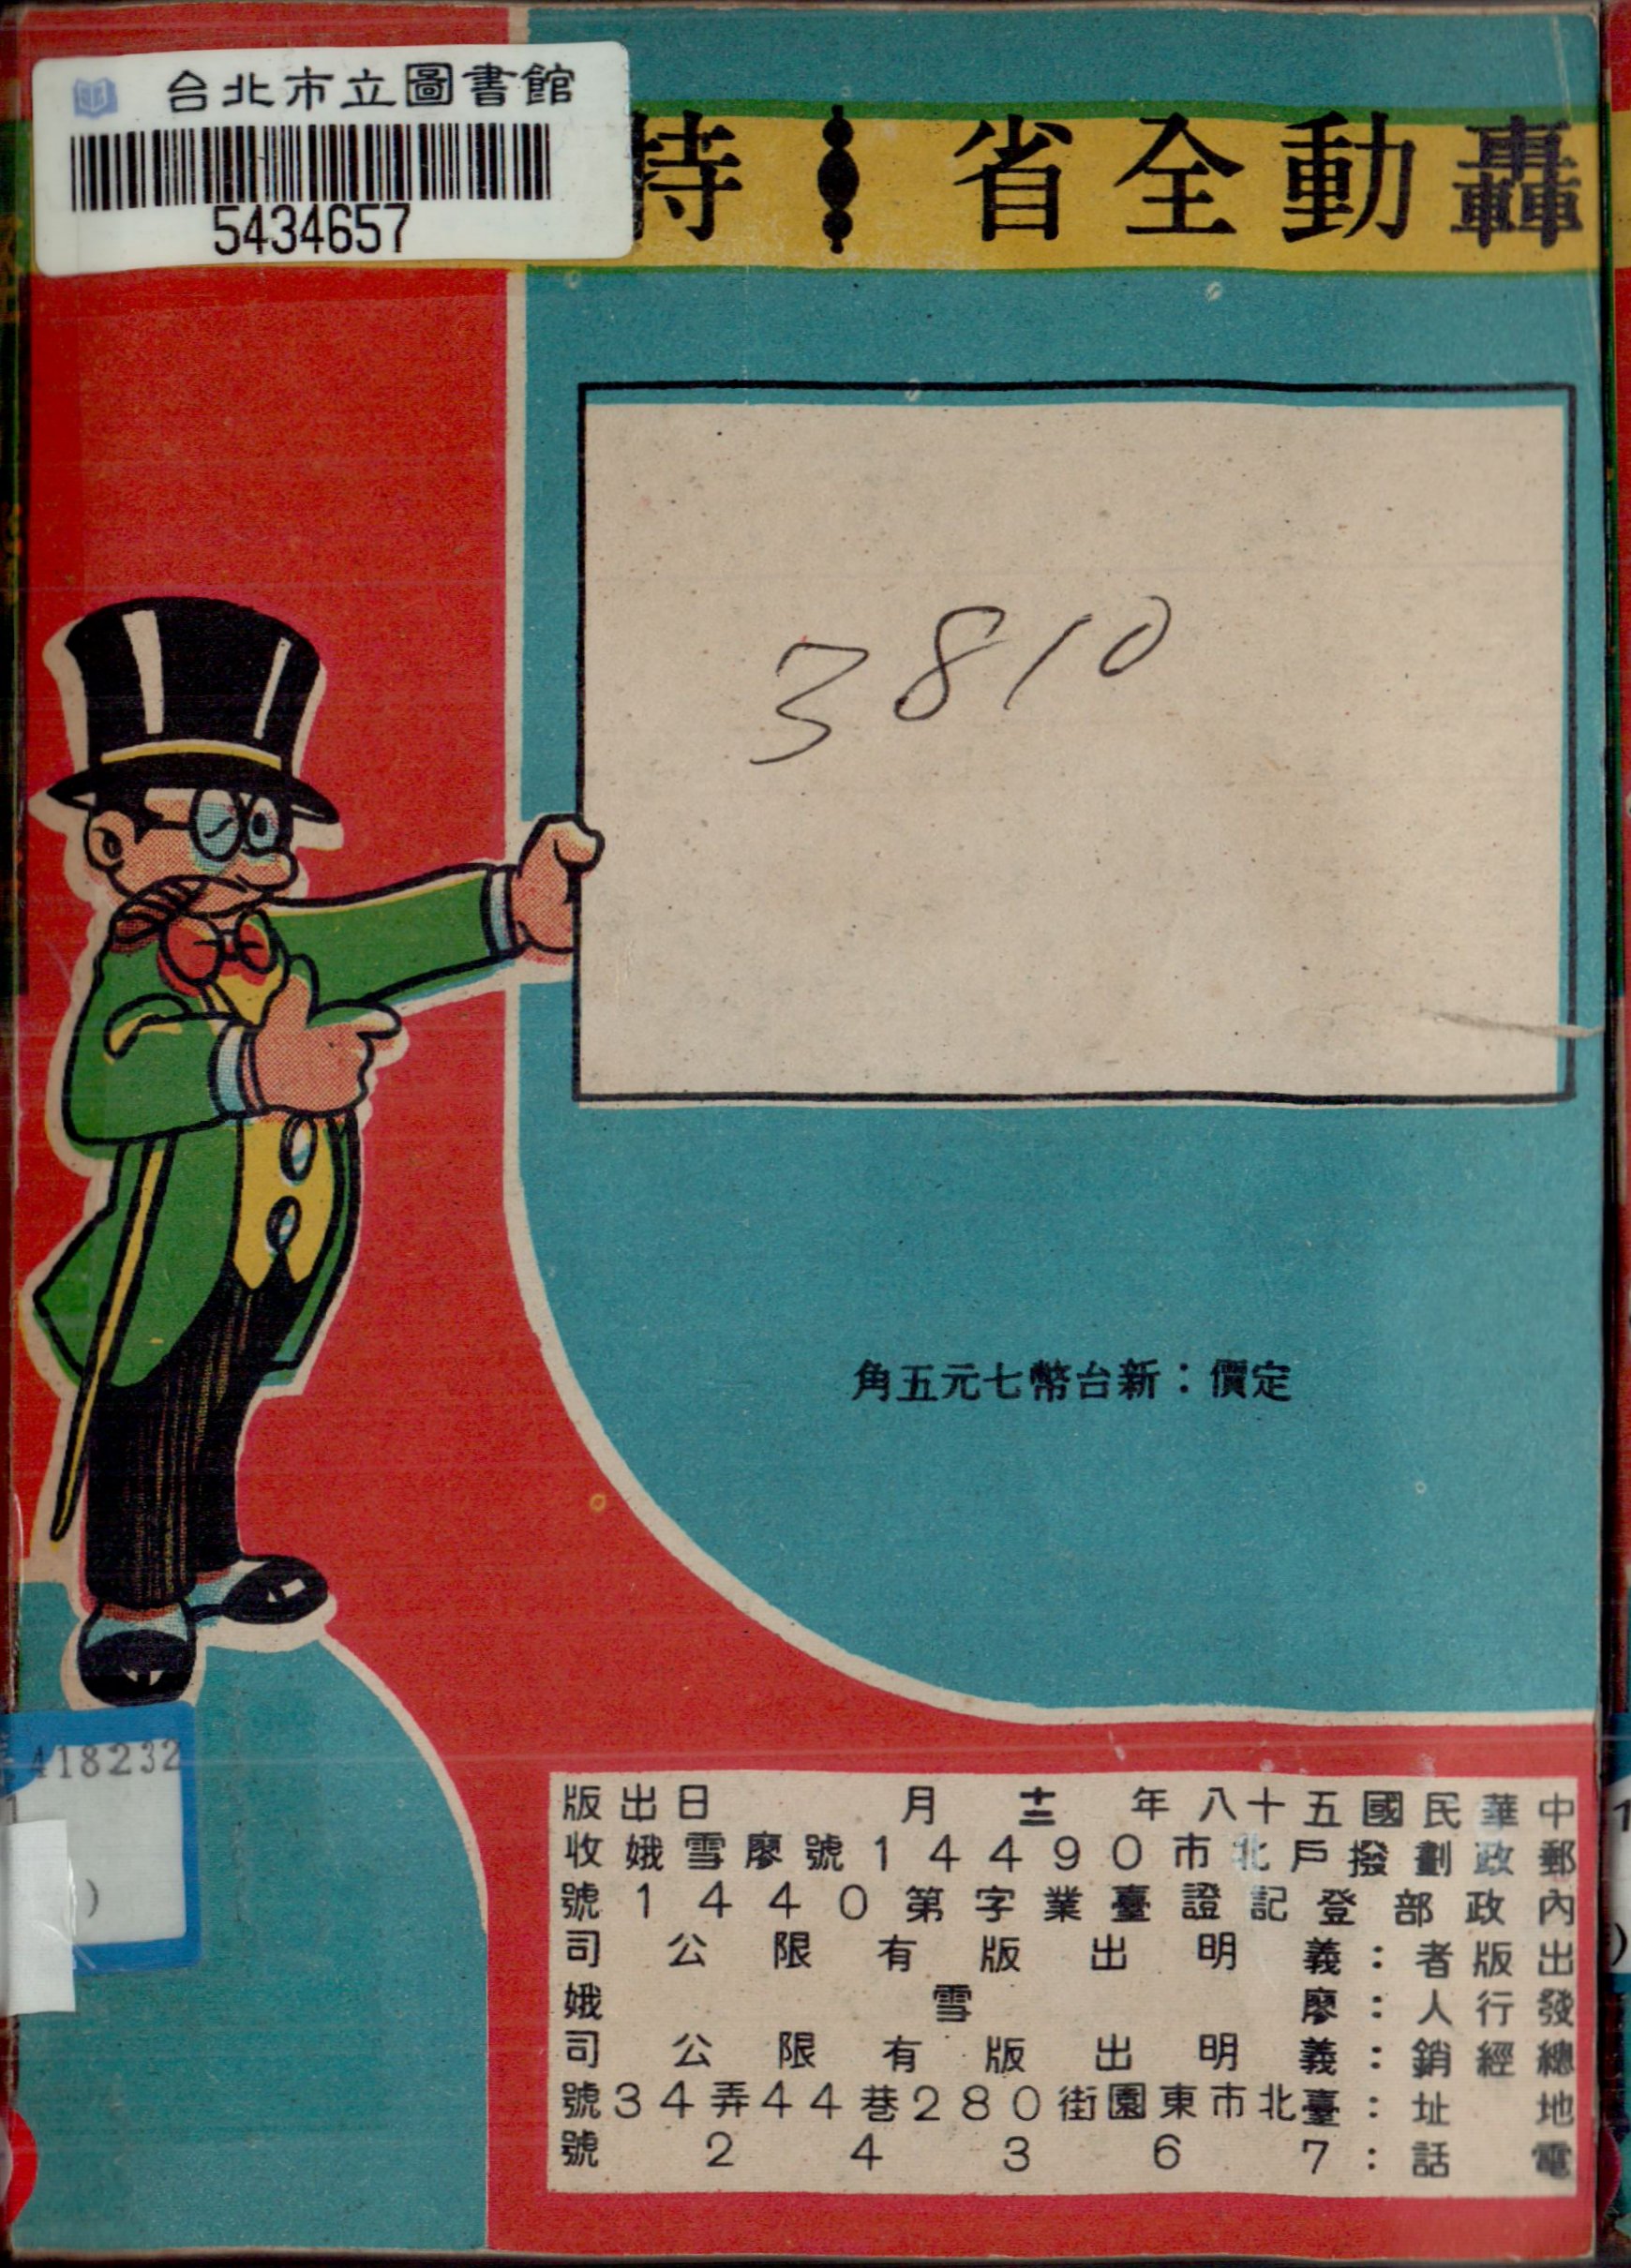 台北市立圖書館
5434657
轟動全省
特
3810
定價：新台幣七元五角
418232
中華民國五十八年十二月 日出版
郵政劃撥戶北市09441號廖雪娥收
內政部登記證臺業字第0441號
出版者：義明出版有限公司
發行人：廖雪娥
總經銷：義明出版有限公司
地址：臺北市東園街280巷44弄34號
電話：76342號